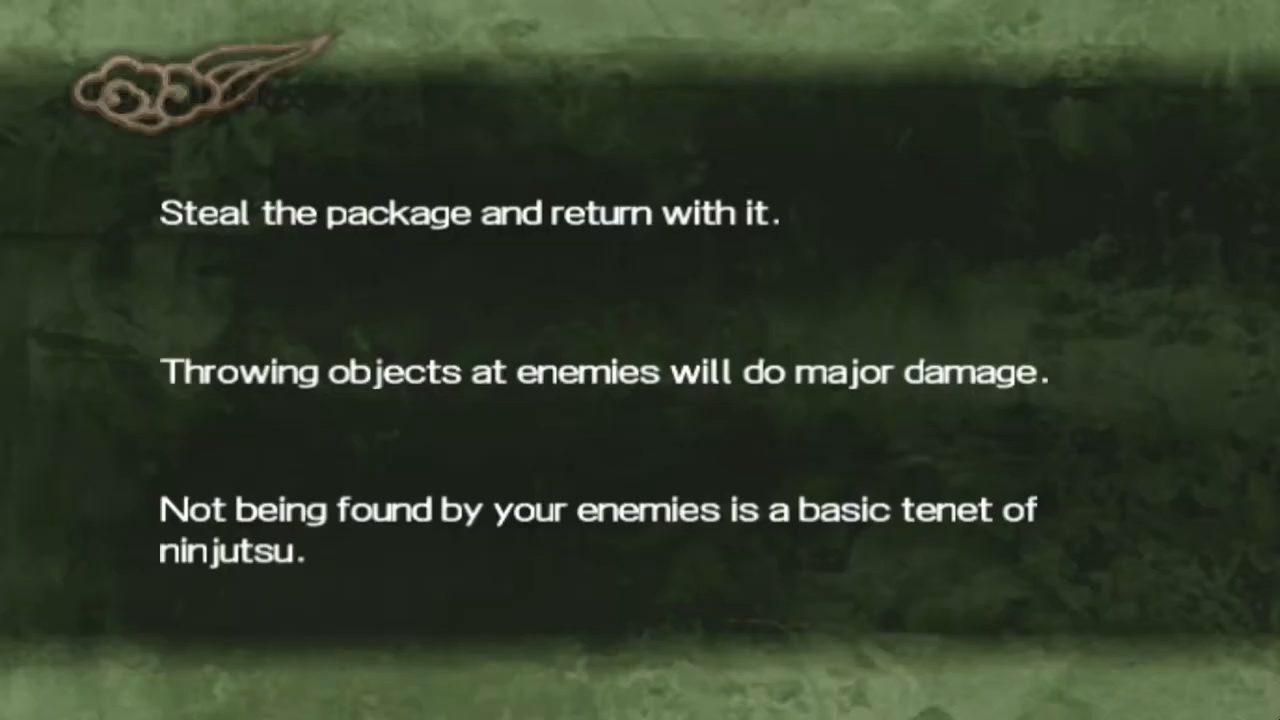 Steal the package and return with it.
Throwing objects at enemies will do major damage.
Not being found by your enemies is a basic tenet of
ninjutsu.